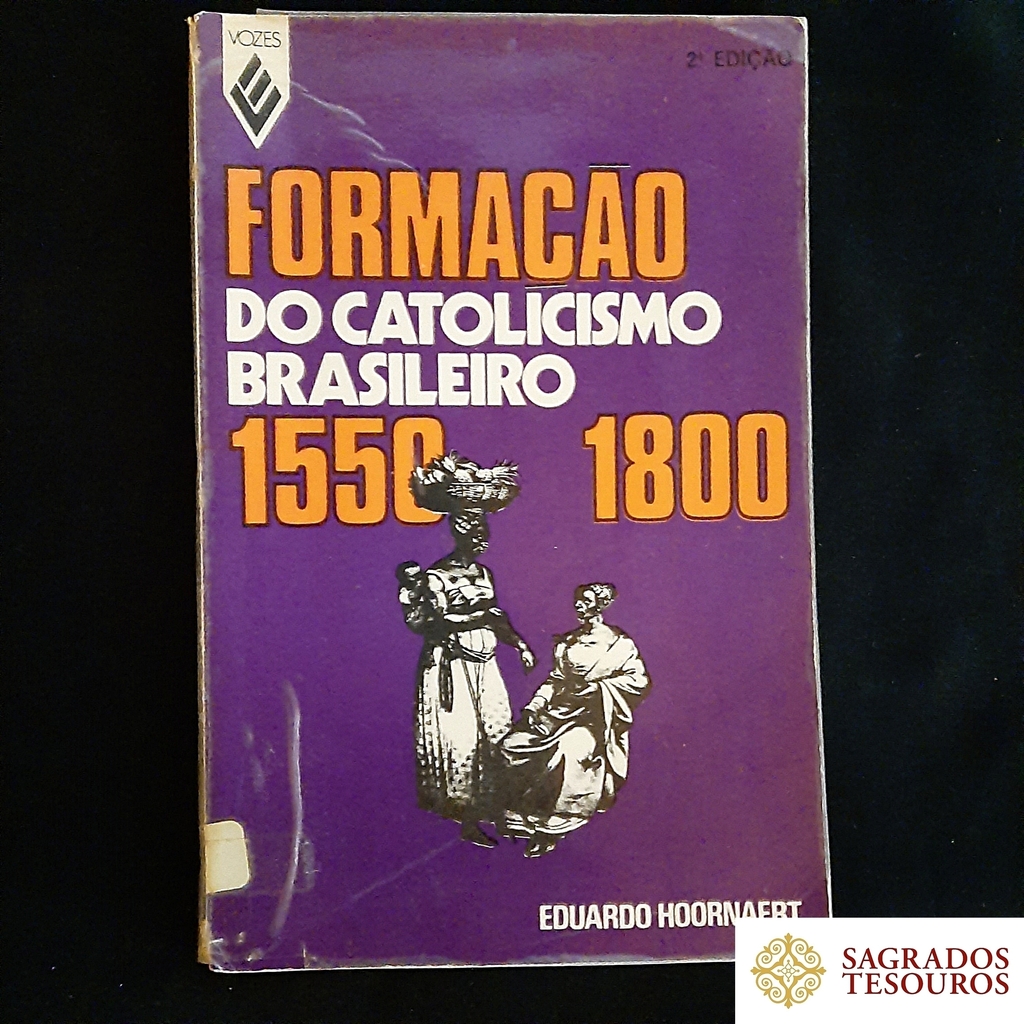 VOZES
2ª EDIÇÃO
FORMAÇÃO
DO CATOLICISMO
BRASILEIRO
1550 1800
EDUARDO HOORNAERT
SAGRADOS
TESOUROS